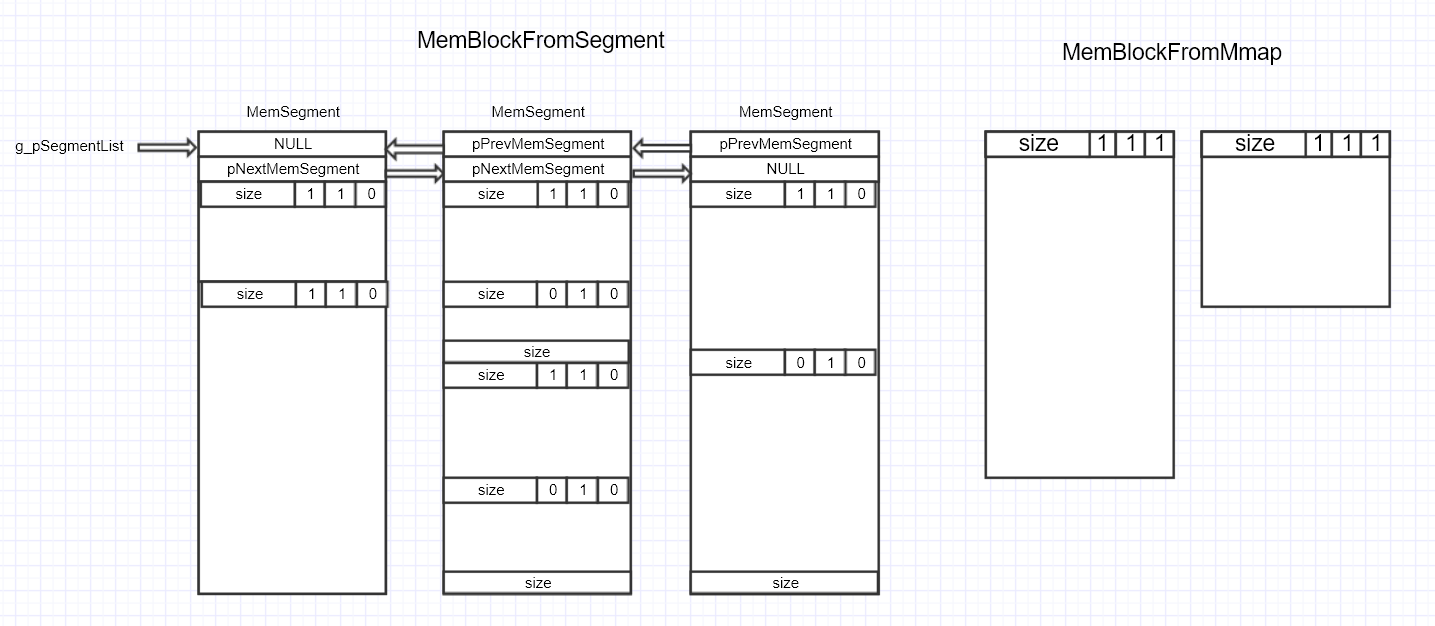 MemBlockFromSegment
MemBlockFromMmap
MemSegment MemSegment MemSegment
g_pSegmentList NULL pPrevMemSegment pPrevMemSegment size 1 1 1 size 1 1 1
pNextMemSegment pNextMemSegment NULL
size 1 1 0 size 1 1 0 size 1 1 0
size 1 1 0 size 0 1 0
size
size 0 1 0
size 1 1 0
size 0 1 0
size size